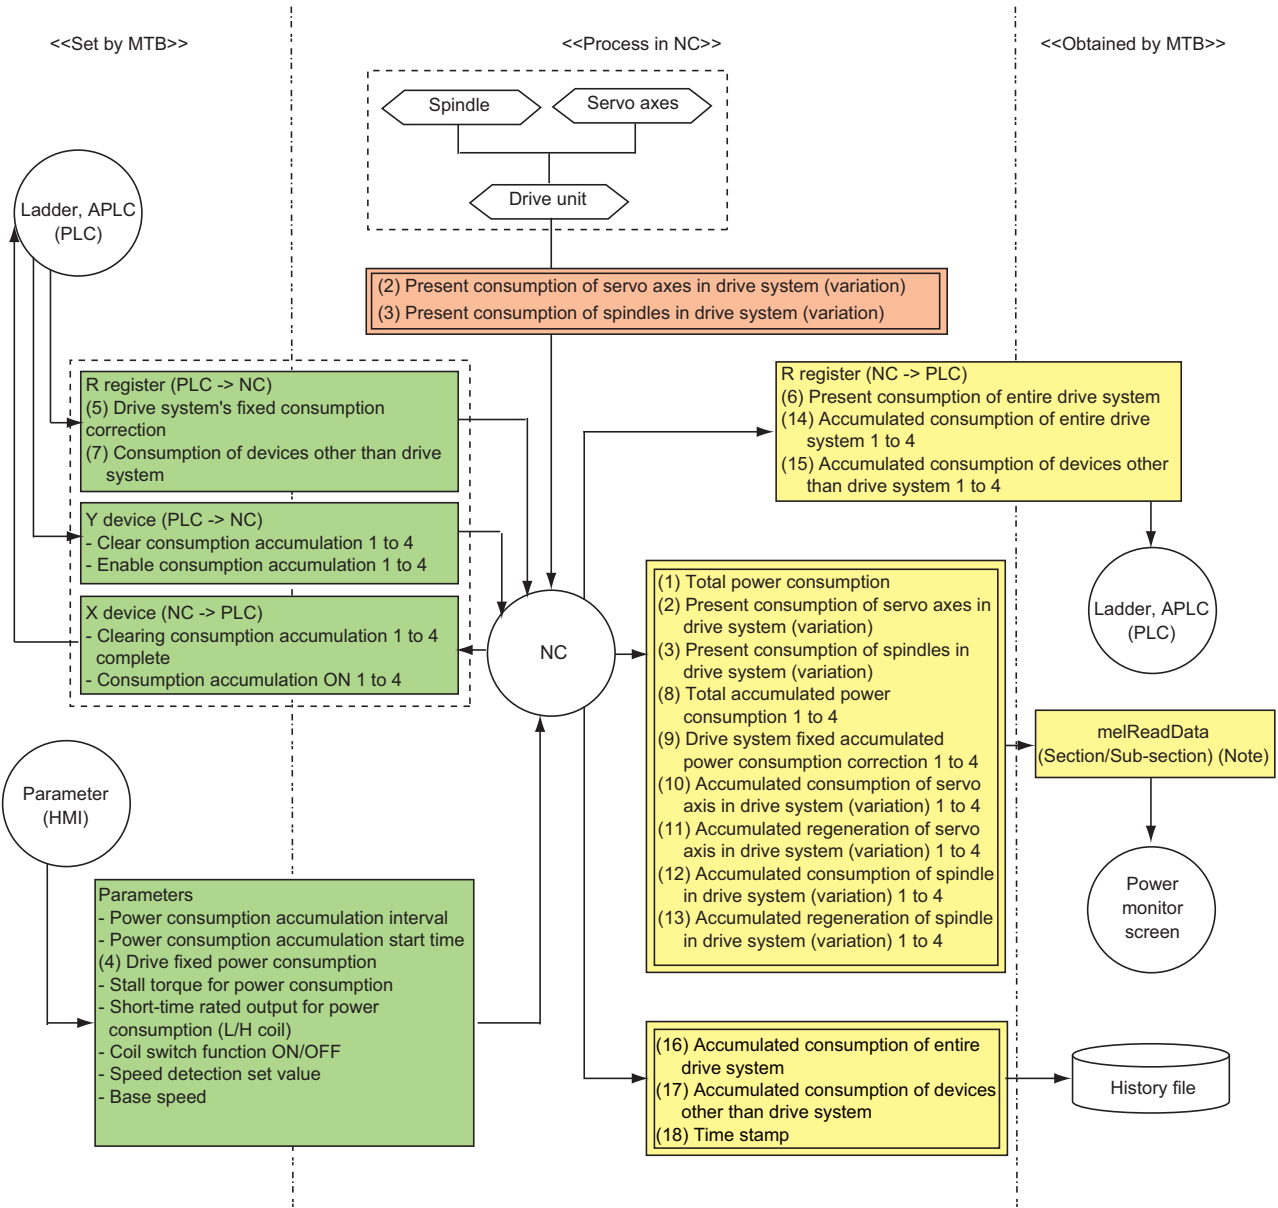 <<Set by MTB>>
<<Process in NC>>
<<Obtained by MTB>>
Spindle
Servo axes
Drive unit
Ladder, APLC
(PLC)
(2) Present consumption of servo axes in drive system (variation)
(3) Present consumption of spindles in drive system (variation)
R register (PLC -> NC)
(5) Drive system's fixed consumption
correction
(7) Consumption of devices other than drive
system
Y device (PLC -> NC)
- Clear consumption accumulation 1 to 4
- Enable consumption accumulation 1 to 4
X device (NC -> PLC)
- Clearing consumption accumulation 1 to 4
complete
- Consumption accumulation ON 1 to 4
NC
R register (NC -> PLC)
(6) Present consumption of entire drive system
(14) Accumulated consumption of entire drive
system 1 to 4
(15) Accumulated consumption of devices other
than drive system 1 to 4
Ladder, APLC
(PLC)
(1) Total power consumption
(2) Present consumption of servo axes in
drive system (variation)
(3) Present consumption of spindles in
drive system (variation)
(8) Total accumulated power
consumption 1 to 4
(9) Drive system fixed accumulated
power consumption correction 1 to 4
(10) Accumulated consumption of servo
axis in drive system (variation) 1 to 4
(11) Accumulated regeneration of servo
axis in drive system (variation) 1 to 4
(12) Accumulated consumption of spindle
in drive system (variation) 1 to 4
(13) Accumulated regeneration of spindle
in drive system (variation) 1 to 4
melReadData
(Section/Sub-section) (Note)
Power
monitor
screen
Parameter
(HMI)
Parameters
- Power consumption accumulation interval
- Power consumption accumulation start time
(4) Drive fixed power consumption
- Stall torque for power consumption
- Short-time rated output for power
consumption (L/H coil)
- Coil switch function ON/OFF
- Speed detection set value
- Base speed
(16) Accumulated consumption of entire
drive system
(17) Accumulated consumption of devices
other than drive system
(18) Time stamp
History file